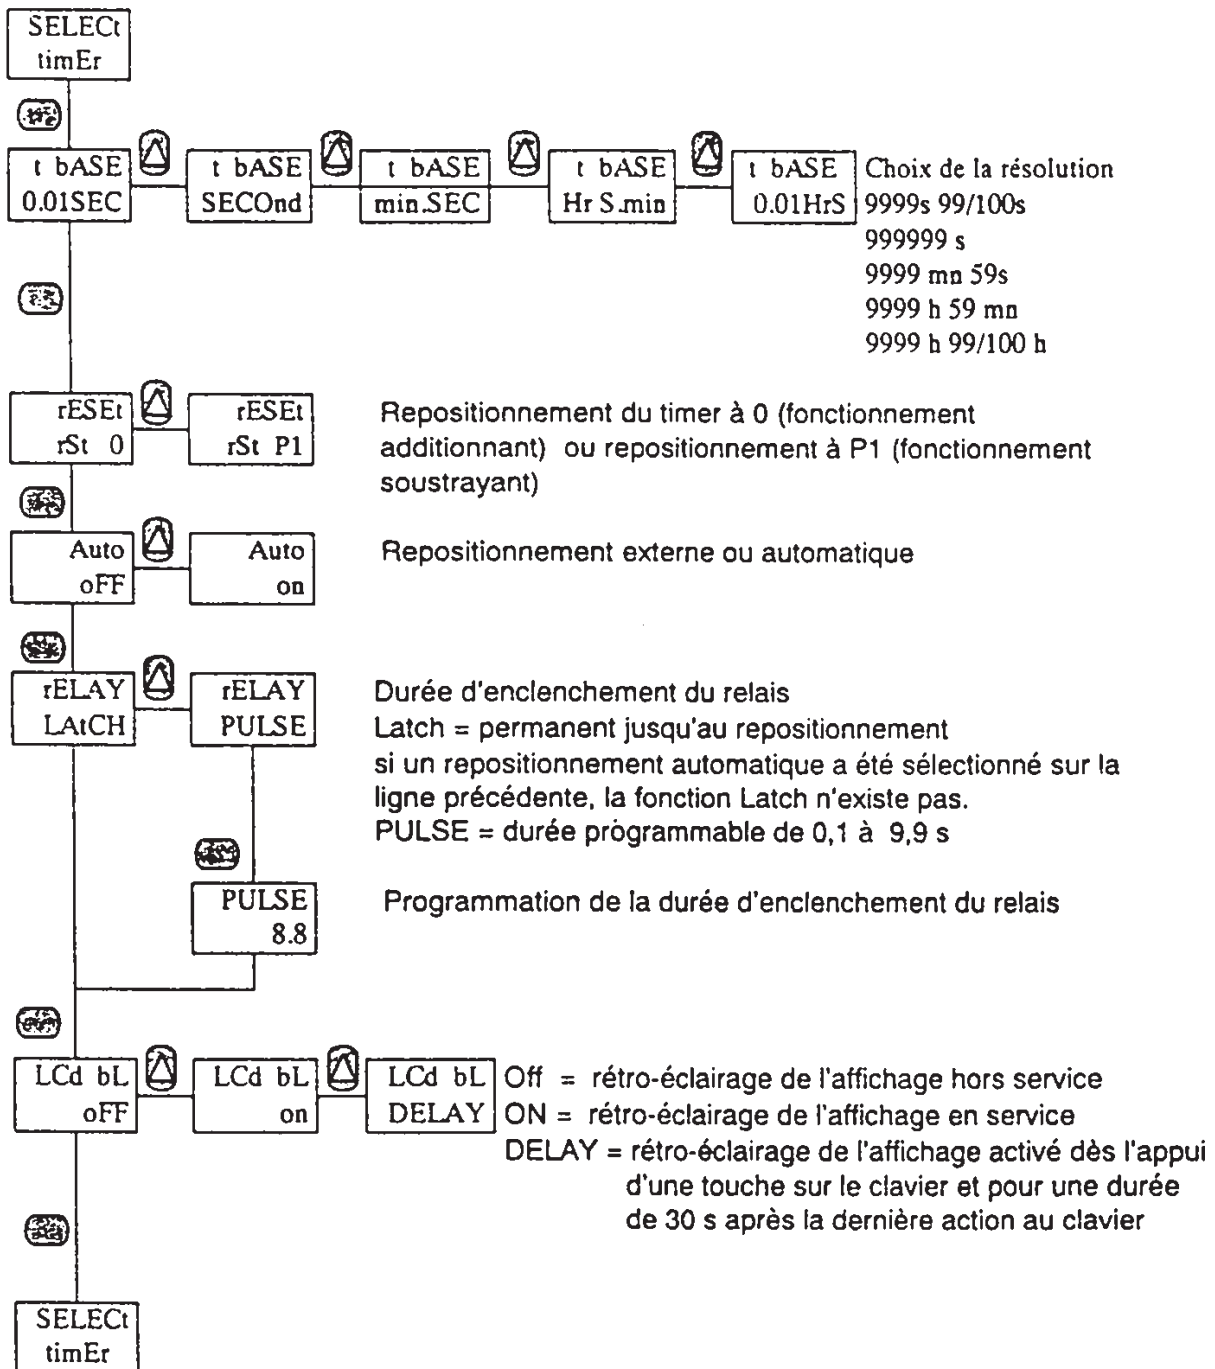 SELECt
timEr
t bASE
0.01SEC
t bASE
SECOnd
t bASE
min.SEC
t bASE
Hr S.min
t bASE
0.01HrS
Choix de la résolution
9999s 99/100s
999999 s
9999 mn 59s
9999 h 59 mn
9999 h 99/100 h
rESEt
rSt 0
rESEt
rSt P1
Repositionnement du timer à 0 (fonctionnement
additionnant) ou repositionnement à P1 (fonctionnement
soustrayant)
Auto
oFF
Auto
on
Repositionnement externe ou automatique
rELAY
LAtCH
rELAY
PULSE
Durée d'enclenchement du relais
Latch = permanent jusqu'au repositionnement
si un repositionnement automatique a été sélectionné sur la
ligne précédente, la fonction Latch n'existe pas.
PULSE = durée programmable de 0,1 à 9,9 s
PULSE
8.8
Programmation de la durée d'enclenchement du relais
LCd bL
oFF
LCd bL
on
LCd bL
DELAY
Off = rétro-éclairage de l'affichage hors service
ON = rétro-éclairage de l'affichage en service
DELAY = rétro-éclairage de l'affichage activé dès l'appui
d'une touche sur le clavier et pour une durée
de 30 s après la dernière action au clavier
SELECt
timEr